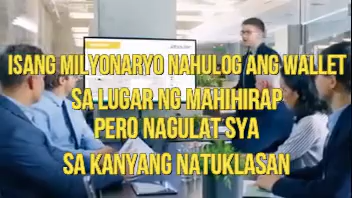 ISANG MILYONARYO NAHULOG ANG WALLET
SA LUGAR NG MAHIHIRAP
PERO NAGULAT SYA
SA KANYANG NATUKLASAN